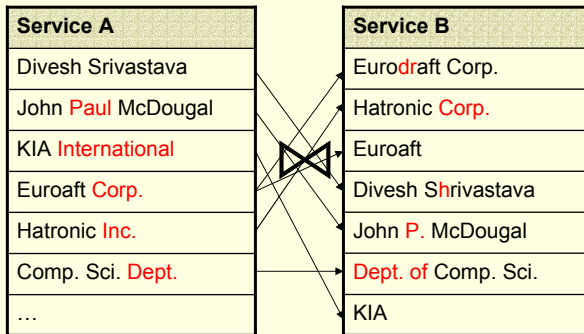 Service A
Divesh Srivastava
John Paul McDougal
KIA International
Euroaft Corp.
Hatronic Inc.
Comp. Sci. Dept.
…
Service B
Eurodraft Corp.
Hatronic Corp.
Euroaft
Divesh Shrivastava
John P. McDougal
Dept. of Comp. Sci.
KIA